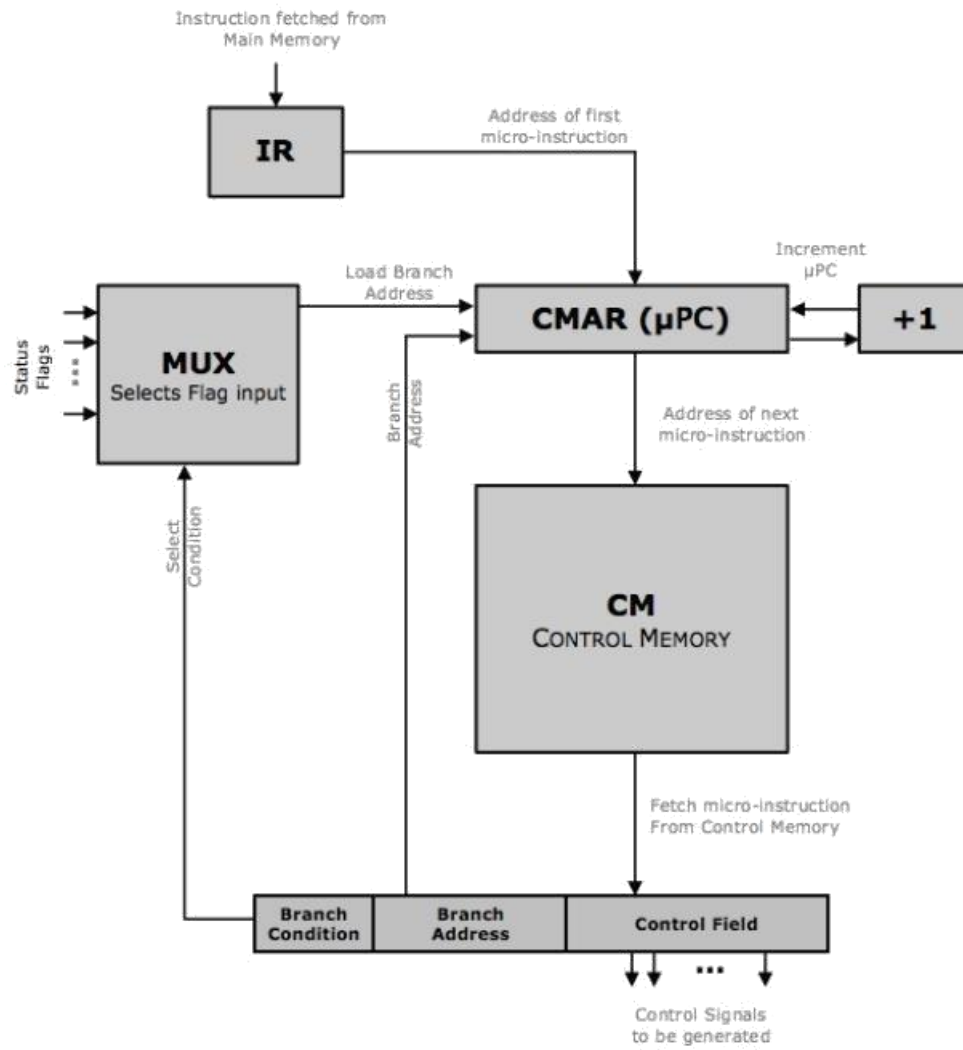 Instruction fetched from
Main Memory
IR
Address of first
micro-instruction
Increment
µPC
Load Branch
Address
CMAR (µPC)
+1
Status
Flags
...
MUX
Selects Flag input
Branch
Address
Address of next
micro-instruction
Select
Condition
CM
CONTROL MEMORY
Fetch micro-instruction
From Control Memory
Branch
Condition
Branch
Address
Control Field
...
Control Signals
to be generated